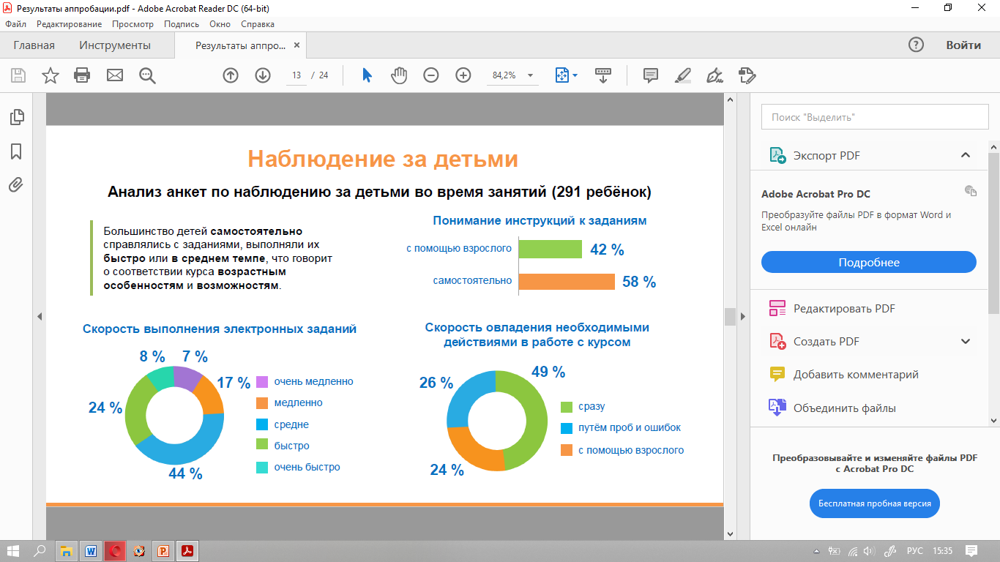 Результаты аппробации.pdf - Adobe Acrobat Reader DC (64-bit)
Файл Редактирование Просмотр Подпись Окно Справка
Главная Инструменты Результаты аппро... × ? Войти
13 / 24 84,2%
Наблюдение за детьми
Анализ анкет по наблюдению за детьми во время занятий (291 ребёнок)
Большинство детей самостоятельно
справлялись с заданиями, выполняли их
быстро или в среднем темпе, что говорит
о соответствии курса возрастным
особенностям и возможностям.
Понимание инструкций к заданиям
с помощью взрослого 42 %
самостоятельно 58 %
Скорость выполнения электронных заданий
8 % 7 %
17 %
24 %
44 %
очень медленно
медленно
средне
быстро
очень быстро
Скорость овладения необходимыми
действиями в работе с курсом
49 %
26 %
24 %
сразу
путём проб и ошибок
с помощью взрослого
Поиск "Выделить"
Экспорт PDF
Adobe Acrobat Pro DC
Преобразуйте файлы PDF в формат Word и
Excel онлайн
Подробнее
Редактировать PDF
Создать PDF
Добавить комментарий
Объединить файлы
Преобразовывайте и изменяйте файлы PDF
с Acrobat Pro DC
Бесплатная пробная версия
РУС 15:35